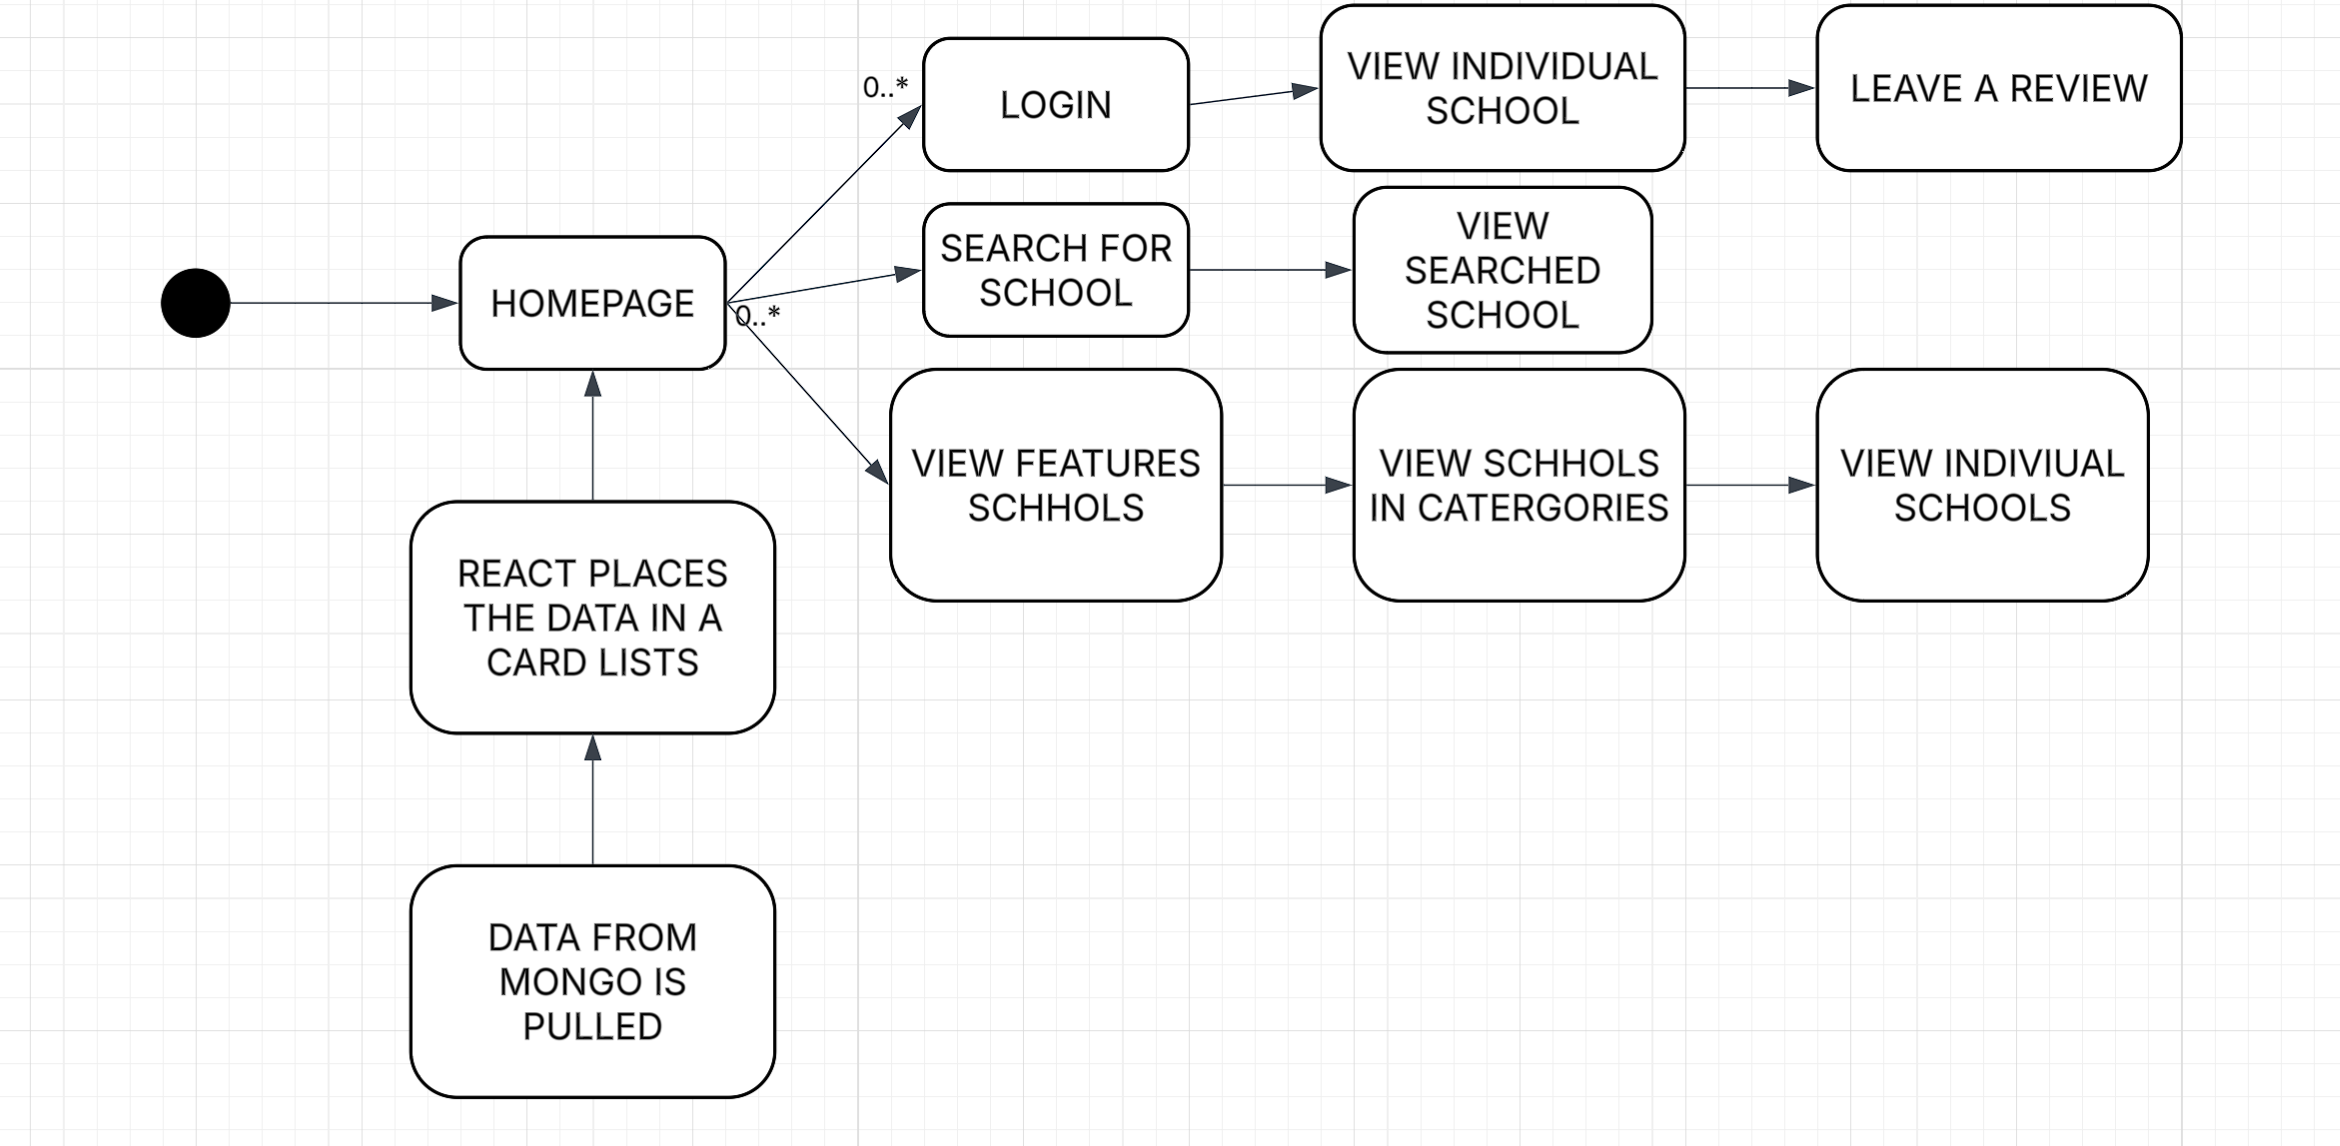 0..*
LOGIN
VIEW INDIVIDUAL
SCHOOL
LEAVE A REVIEW
HOMEPAGE
0..*
SEARCH FOR
SCHOOL
VIEW
SEARCHED
SCHOOL
VIEW FEATURES
SCHHOLS
VIEW SCHHOLS
IN CATERGORIES
VIEW INDIVIUAL
SCHOOLS
REACT PLACES
THE DATA IN A
CARD LISTS
DATA FROM
MONGO IS
PULLED